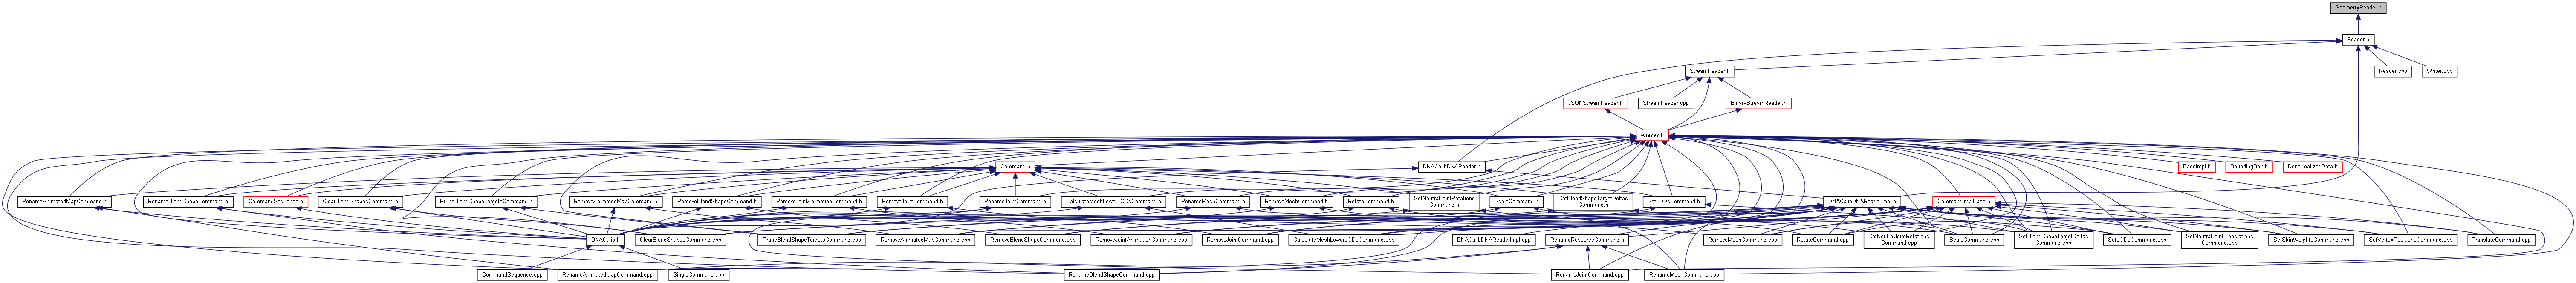 GeometryReader.h
Reader.h
StreamReader.h
Reader.cpp
Writer.cpp
JSONStreamReader.h
StreamReader.cpp
BinaryStreamReader.h
Aliases.h
Command.h
DNACalibDNAReader.h
BaseImpl.h
BoundingBox.h
DenormalizedData.h
RenameAnimatedMapCommand.h
RenameBlendShapeCommand.h
CommandSequence.h
ClearBlendShapesCommand.h
PruneBlendShapeTargetsCommand.h
RemoveAnimatedMapCommand.h
RemoveBlendShapeCommand.h
RemoveJointAnimationCommand.h
RemoveJointCommand.h
RenameJointCommand.h
CalculateMeshLowerLODsCommand.h
RenameMeshCommand.h
RemoveMeshCommand.h
RotateCommand.h
SetNeutralJointRotations
Command.h
ScaleCommand.h
SetBlendShapeTargetDeltas
Command.h
SetLODsCommand.h
DNACalibDNAReaderImpl.h
CommandImplBase.h
DNACalib.h
ClearBlendShapesCommand.cpp
PruneBlendShapeTargetsCommand.cpp
RemoveAnimatedMapCommand.cpp
RemoveBlendShapeCommand.cpp
RemoveJointAnimationCommand.cpp
RemoveJointCommand.cpp
CalculateMeshLowerLODsCommand.cpp
DNACalibDNAReaderImpl.cpp
RenameResourceCommand.h
RemoveMeshCommand.cpp
RotateCommand.cpp
SetNeutralJointRotations
Command.cpp
ScaleCommand.cpp
SetBlendShapeTargetDeltas
Command.cpp
SetLODsCommand.cpp
SetNeutralJointTranslations
Command.cpp
SetSkinWeightsCommand.cpp
SetVertexPositionsCommand.cpp
TranslateCommand.cpp
CommandSequence.cpp
RenameAnimatedMapCommand.cpp
SingleCommand.cpp
RenameBlendShapeCommand.cpp
RenameJointCommand.cpp
RenameMeshCommand.cpp